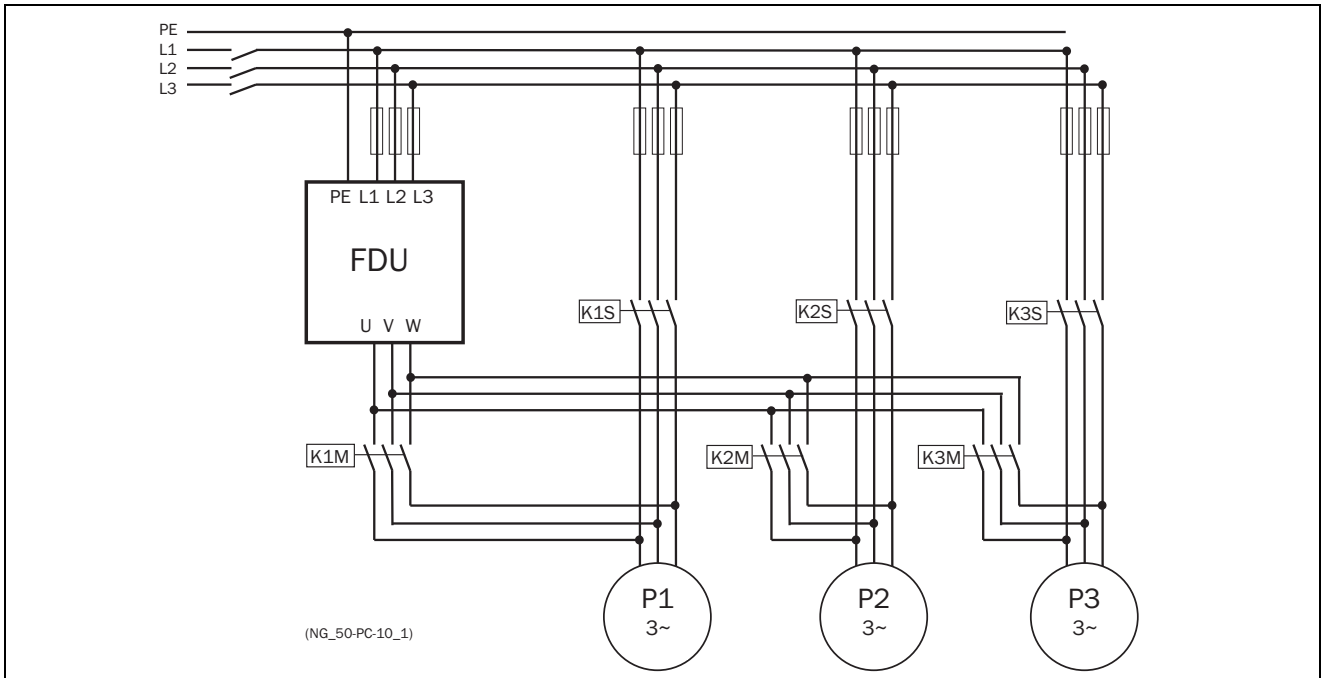 PE
L1
L2
L3
PE L1 L2 L3
FDU
U V W
K1S
K2S
K3S
K1M
K2M
K3M
P1
3~
P2
3~
P3
3~
(NG_50-PC-10_1)